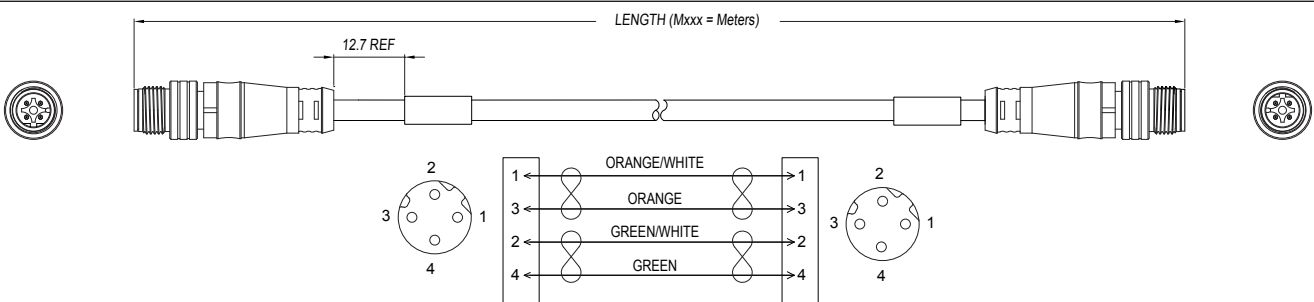 LENGTH (Mxxx = Meters)
12.7 REF
ORANGE/WHITE
1 1
ORANGE
3 3
GREEN/WHITE
2 2
GREEN
4 4
2
3 1
4
2
3 1
4